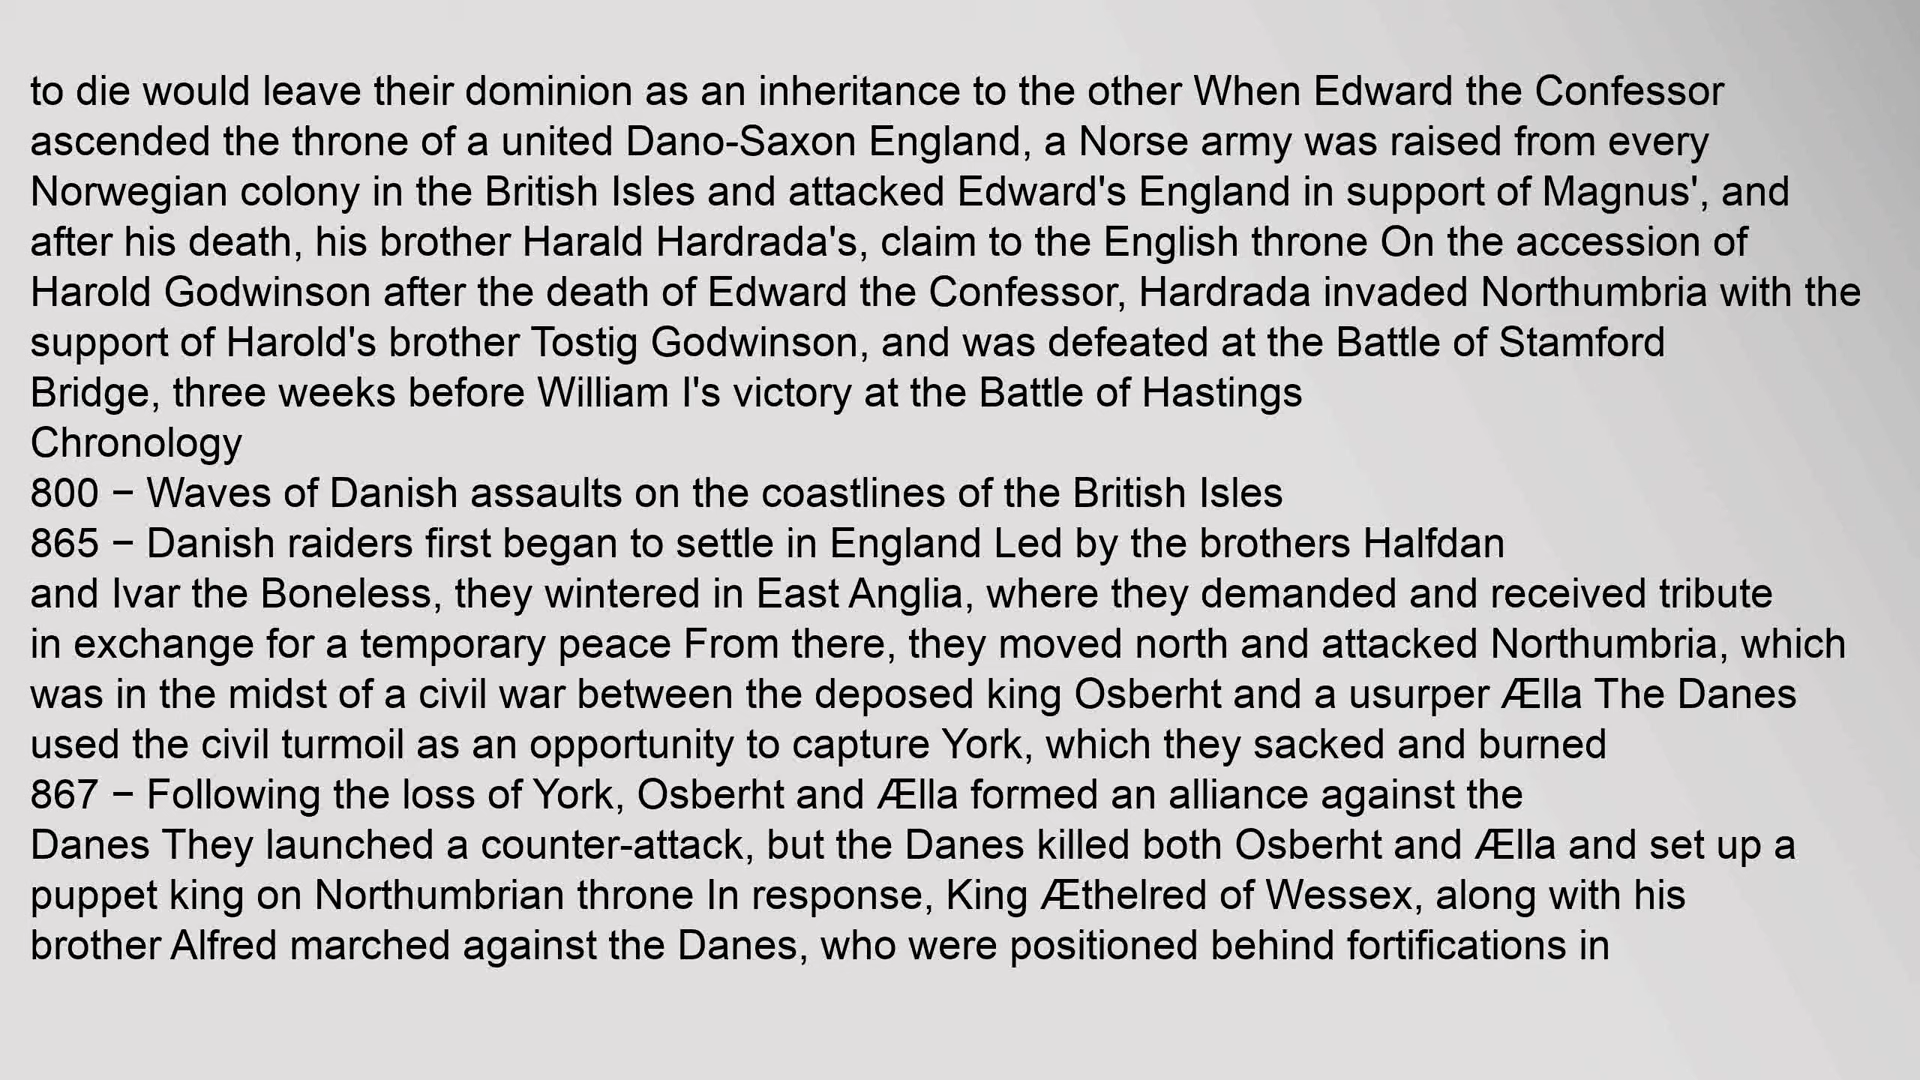 to die would leave their dominion as an inheritance to the other When Edward the Confessor
ascended the throne of a united Dano-Saxon England, a Norse army was raised from every
Norwegian colony in the British Isles and attacked Edward's England in support of Magnus', and
after his death, his brother Harald Hardrada's, claim to the English throne On the accession of
Harold Godwinson after the death of Edward the Confessor, Hardrada invaded Northumbria with the
support of Harold's brother Tostig Godwinson, and was defeated at the Battle of Stamford
Bridge, three weeks before William I's victory at the Battle of Hastings
Chronology
800 − Waves of Danish assaults on the coastlines of the British Isles
865 − Danish raiders first began to settle in England Led by the brothers Halfdan
and Ivar the Boneless, they wintered in East Anglia, where they demanded and received tribute
in exchange for a temporary peace From there, they moved north and attacked Northumbria, which
was in the midst of a civil war between the deposed king Osberht and a usurper Ælla The Danes
used the civil turmoil as an opportunity to capture York, which they sacked and burned
867 − Following the loss of York, Osberht and Ælla formed an alliance against the
Danes They launched a counter-attack, but the Danes killed both Osberht and Ælla and set up a
puppet king on Northumbrian throne In response, King Æthelred of Wessex, along with his
brother Alfred marched against the Danes, who were positioned behind fortifications in